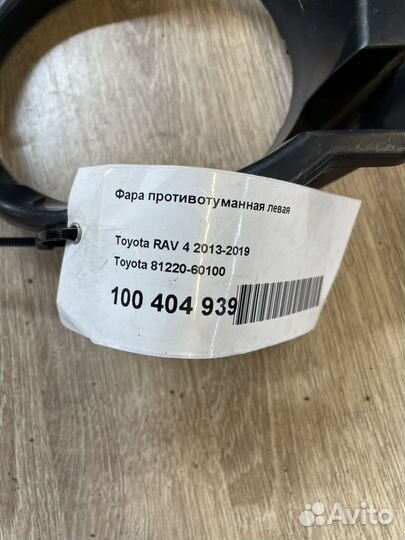 Фара противотуманная левая
Toyota RAV 4 2013-2019
Toyota 81220-60100
100 404 939
Avito